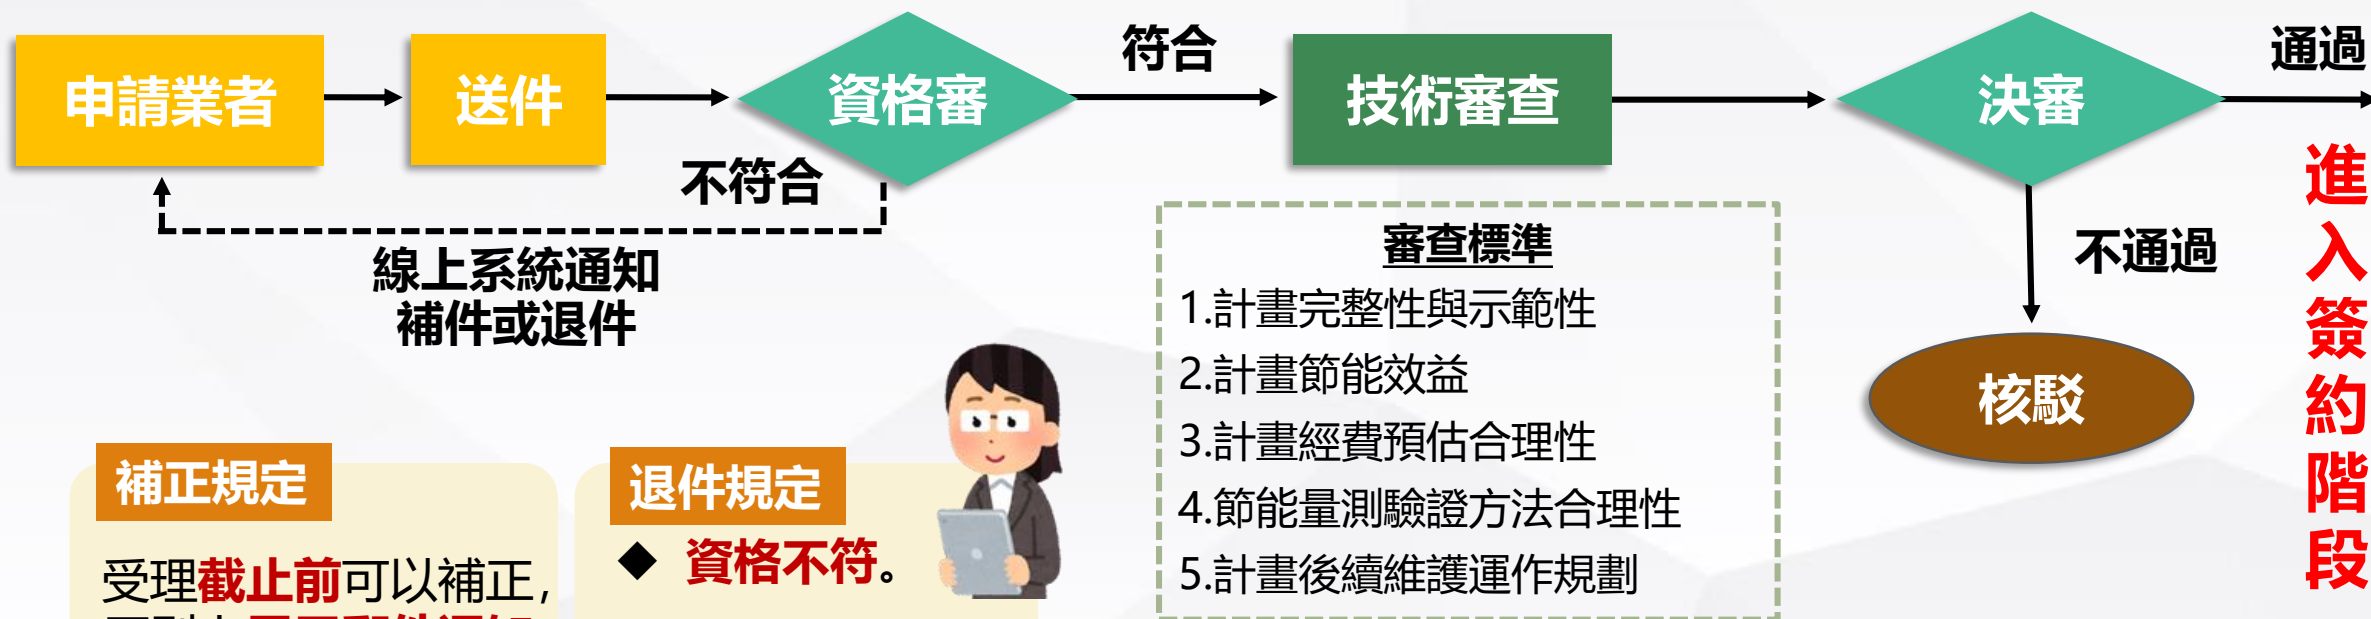 申請業者
送件
資格審
符合
技術審查
決審
通過
不符合
線上系統通知
補件或退件
審查標準
1.計畫完整性與示範性
2.計畫節能效益
3.計畫經費預估合理性
4.節能量測驗證方法合理性
5.計畫後續維護運作規劃
不通過
核駁
進入簽約階段
補正規定
受理截止前可以補正,
退件規定
◆ 資格不符。